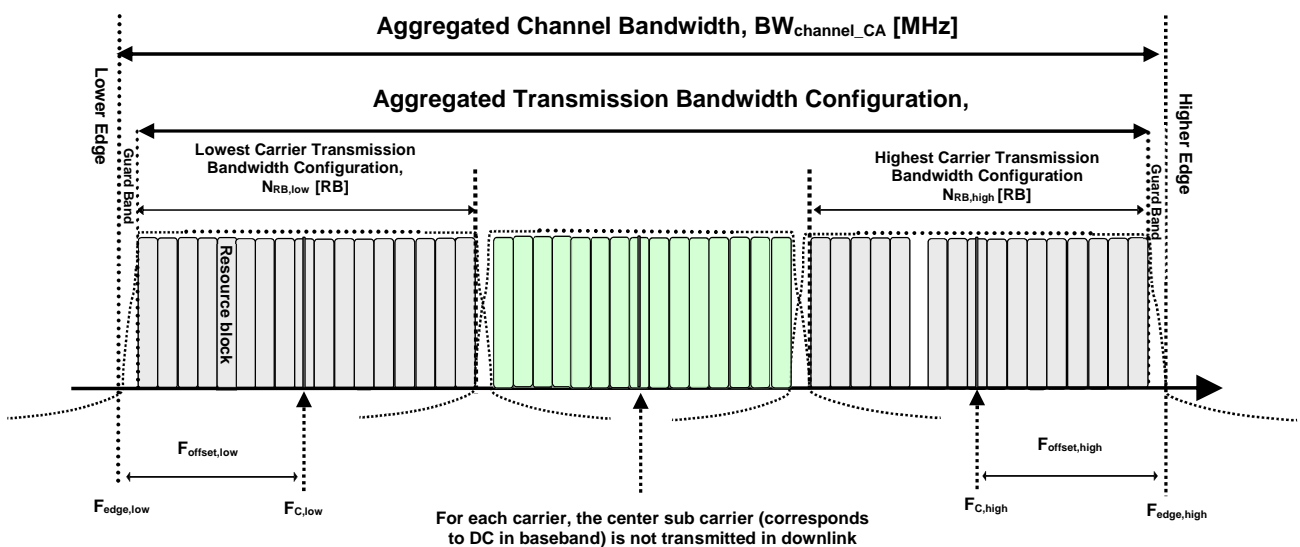 Aggregated Channel Bandwidth, BWchannel_CA [MHz]
Aggregated Transmission Bandwidth Configuration,
Lower Edge
Higher Edge
Guard Band
Guard Band
Lowest Carrier Transmission
Bandwidth Configuration,
NRB,low [RB]
Highest Carrier Transmission
Bandwidth Configuration
NRB,high [RB]
Resource block
Foffset,low
Foffset,high
Fedge,low
FC,low
FC,high
Fedge,high
For each carrier, the center sub carrier (corresponds
to DC in baseband) is not transmitted in downlink